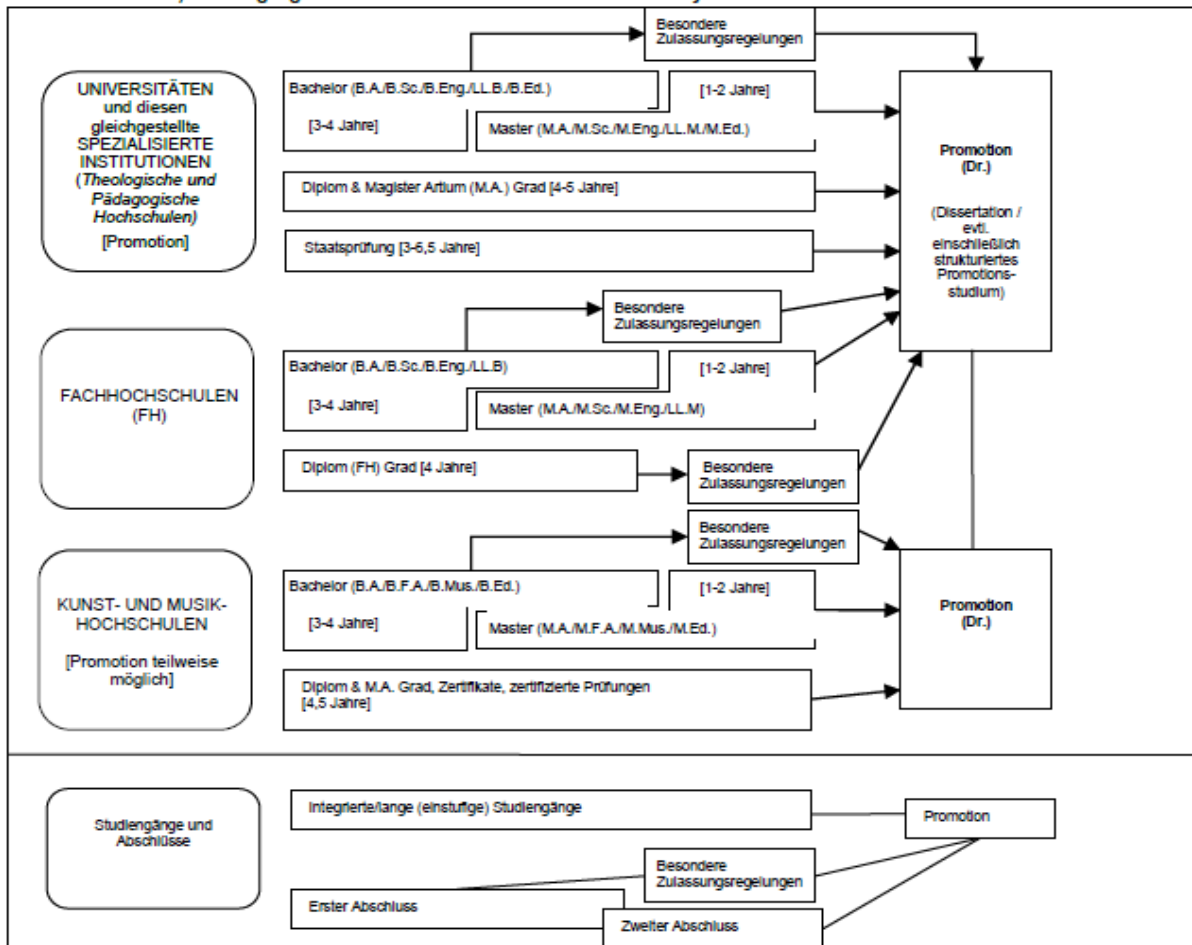 Besondere
Zulassungsregelungen
UNIVERSITÄTEN
und diesen
gleichgestellte
SPEZIALISIERTE
INSTITUTIONEN
(Theologische und
Pädagogische
Hochschulen)
[Promotion]
Bachelor (B.A./B.Sc./B.Eng./LL.B./B.Ed.)
[3-4 Jahre]
[1-2 Jahre]
Master (M.A./M.Sc./M.Eng./LL.M./M.Ed.)
Diplom & Magister Artium (M.A.) Grad [4-5 Jahre]
Staatsprüfung [3-6,5 Jahre]
Promotion
(Dr.)
(Dissertation /
evtl.
einschließlich
strukturiertes
Promotions-
studium)
FACHHOCHSCHULEN
(FH)
Besondere
Zulassungsregelungen
Bachelor (B.A./B.Sc./B.Eng./LL.B)
[3-4 Jahre]
[1-2 Jahre]
Master (M.A./M.Sc./M.Eng./LL.M)
Diplom (FH) Grad [4 Jahre]
Besondere
Zulassungsregelungen
KUNST- UND MUSIK-
HOCHSCHULEN
[Promotion teilweise
möglich]
Besondere
Zulassungsregelungen
Bachelor (B.A./B.F.A./B.Mus./B.Ed.)
[3-4 Jahre]
[1-2 Jahre]
Master (M.A./M.F.A./M.Mus./M.Ed.)
Diplom & M.A. Grad, Zertifikate, zertifizierte Prüfungen
[4,5 Jahre]
Promotion
(Dr.)
Studiengänge und
Abschlüsse
Integrierte/lange (einstufige) Studiengänge
Promotion
Besondere
Zulassungsregelungen
Erster Abschluss
Zweiter Abschluss